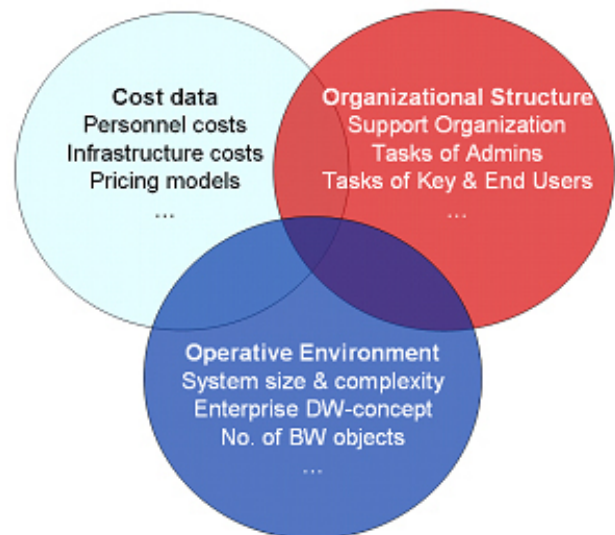 Cost data
Personnel costs
Infrastructure costs
Pricing models
...
Organizational Structure
Support Organization
Tasks of Admins
Tasks of Key & End Users
...
Operative Environment
System size & complexity
Enterprise DW-concept
No. of BW objects
...